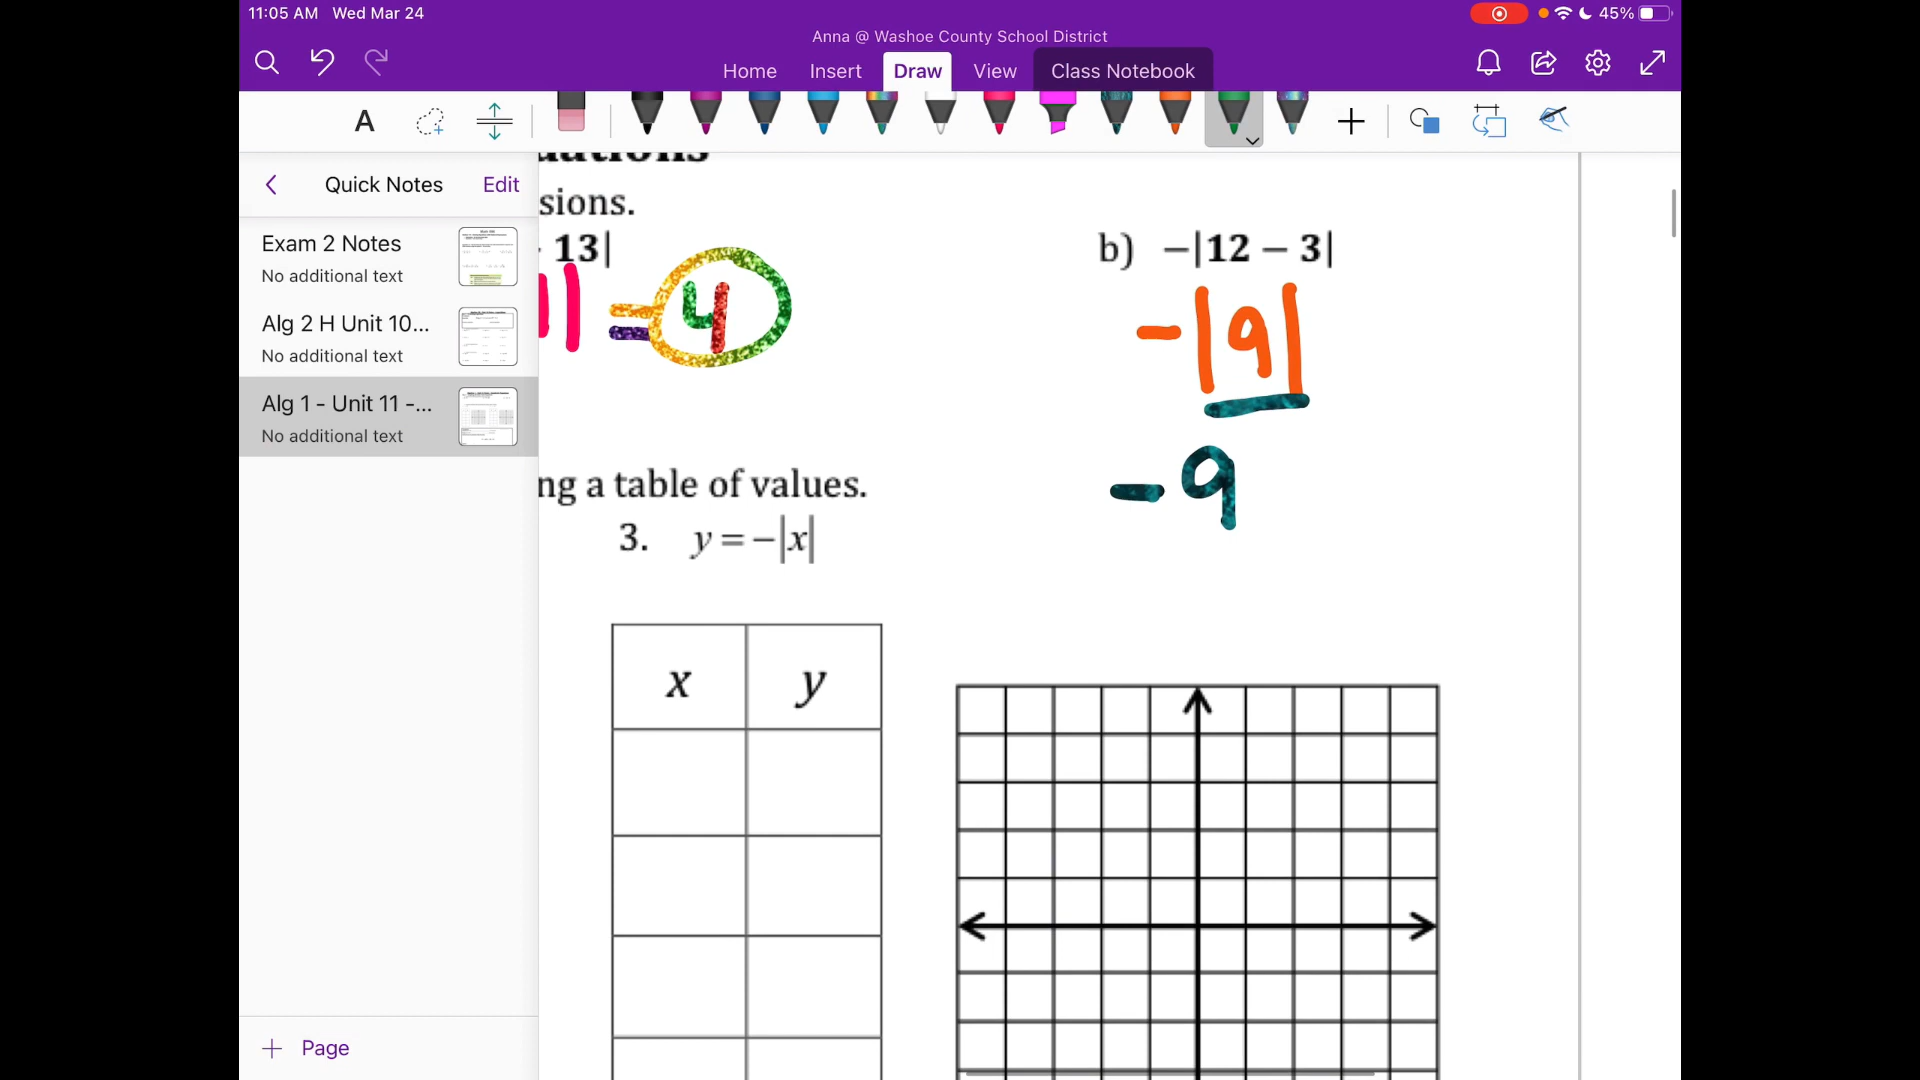 11:05 AM Wed Mar 24
45%
Anna @ Washoe County School District
Home Insert Draw View Class Notebook
A
Quick Notes Edit
Exam 2 Notes
No additional text
Alg 2 H Unit 10...
No additional text
Alg 1 - Unit 11 -...
No additional text
Page
sions.
13|
| = 4
b) −|12 − 3|
-|9|
-9
ng a table of values.
3. y = −|x|
x y